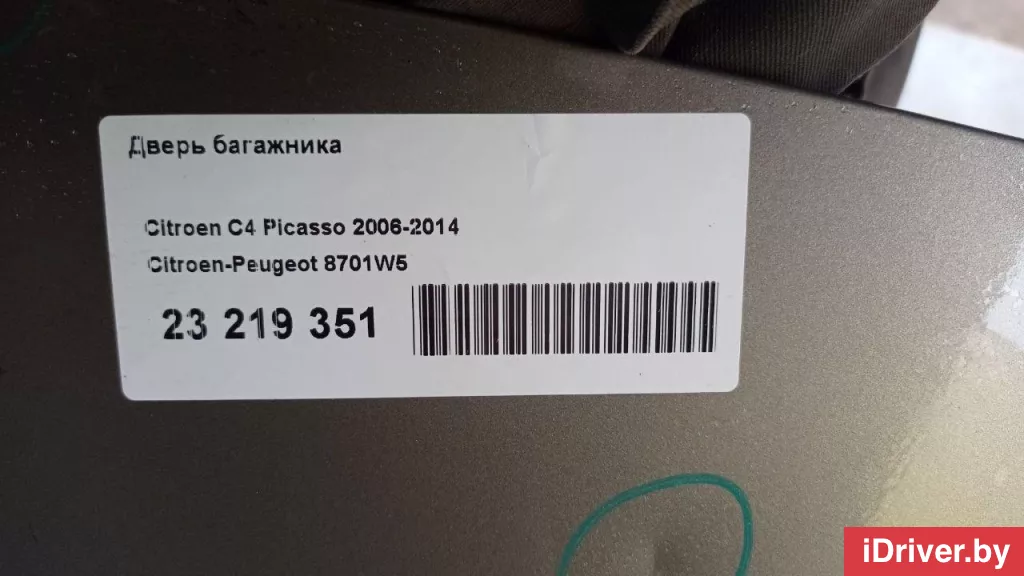 Дверь багажника
Citroen C4 Picasso 2006-2014
Citroen-Peugeot 8701W5
23 219 351
iDriver.by